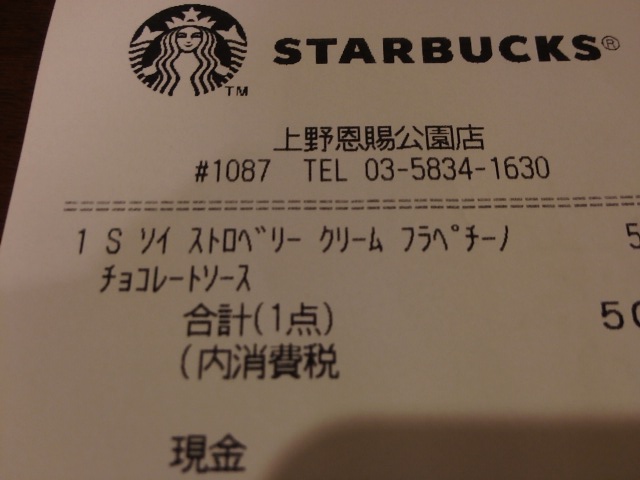 STARBUCKS®
TM
上野恩賜公園店
#1087 TEL 03-5834-1630
1 S ソイ ストロベリー クリーム フラペチーノ 5
チョコレートソース
合計(1点) 50
(内消費税
現金